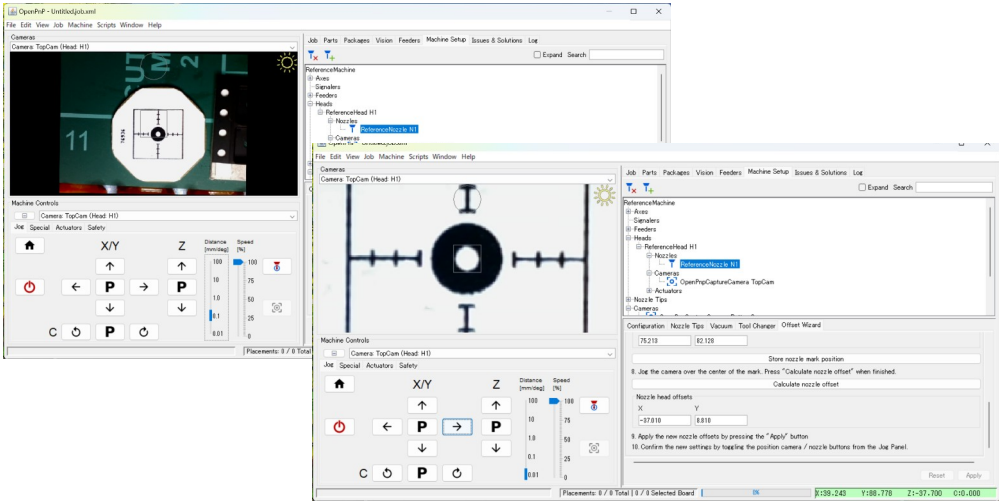 OpenPnP - Untitled.job.xml
File Edit View Job Machine Scripts Window Help
Cameras
Camera: TopCam (Head: H1)
11
2
Job Parts Packages Vision Feeders Machine Setup Issues & Solutions Log
Expand Search
ReferenceMachine
Axes
Signalers
Feeders
Heads
ReferenceHead H1
Nozzles
ReferenceNozzle N1
Cameras
Machine Controls
Camera: TopCam (Head: H1)
Jog Special Actuators Safety
X/Y Z
Distance [mm/deg]
Speed [%]
100 100
10 75
1.0 50
0.1 25
0.01 0
P P
C P
Placements: 0 / 0 Total
File Edit View Job Machine Scripts Window Help
Cameras
Camera: TopCam (Head: H1)
Job Parts Packages Vision Feeders Machine Setup Issues & Solutions Log
Expand Search
ReferenceMachine
Axes
Signalers
Feeders
Heads
ReferenceHead H1
Nozzles
ReferenceNozzle N1
Cameras
OpenPnpCaptureCamera TopCam
Actuators
Nozzle Tips
Cameras
Configuration Nozzle Tips Vacuum Tool Changer Offset Wizard
75.213 82.128
Store nozzle mark position
8. Jog the camera over the center of the mark. Press "Calculate nozzle offset" when finished.
Calculate nozzle offset
Nozzle head offsets
X Y
-37.010 8.810
9. Apply the new nozzle offsets by pressing the "Apply" button
10. Confirm the new settings by toggling the position camera / nozzle buttons from the Jog Panel.
Reset Apply
Machine Controls
Camera: TopCam (Head: H1)
Jog Special Actuators Safety
X/Y Z
Distance [mm/deg]
Speed [%]
100 100
10 75
1.0 50
0.1 25
0.01 0
P P
C P
Placements: 0 / 0 Total | 0 / 0 Selected Board
0%
X:39.243 Y:88.778 Z:-37.700 C:0.000